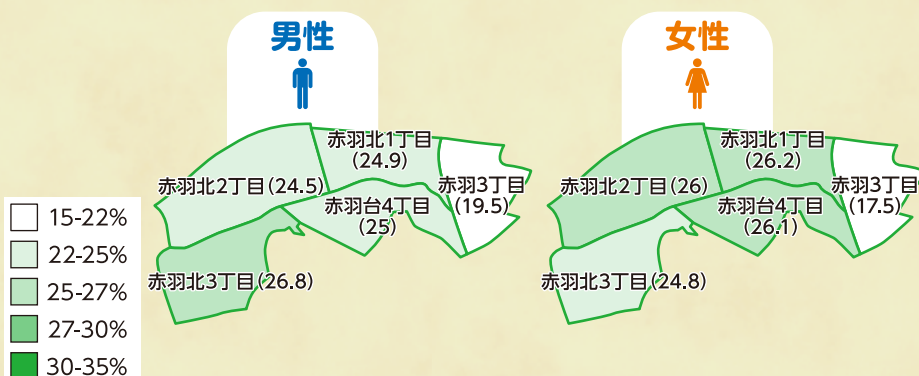 男性
女性
赤羽北1丁目
(24.9)
赤羽北2丁目(24.5)
赤羽3丁目
(19.5)
赤羽台4丁目
(25)
赤羽北3丁目(26.8)
赤羽北1丁目
(26.2)
赤羽北2丁目(26)
赤羽3丁目
(17.5)
赤羽台4丁目
(26.1)
赤羽北3丁目(24.8)
15-22%
22-25%
25-27%
27-30%
30-35%